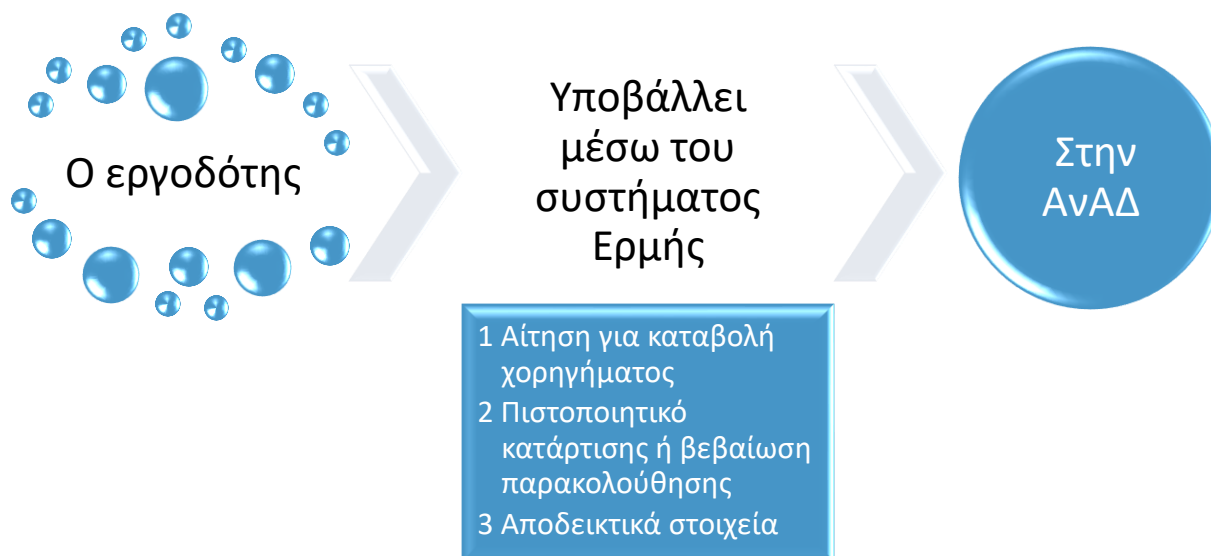 Ο εργοδότης
Υποβάλλει
μέσω του
συστήματος
Ερμής
1 Αίτηση για καταβολή
χορηγήματος
2 Πιστοποιητικό
κατάρτισης ή βεβαίωση
παρακολούθησης
3 Αποδεικτικά στοιχεία
Στην
ΑνΑΔ